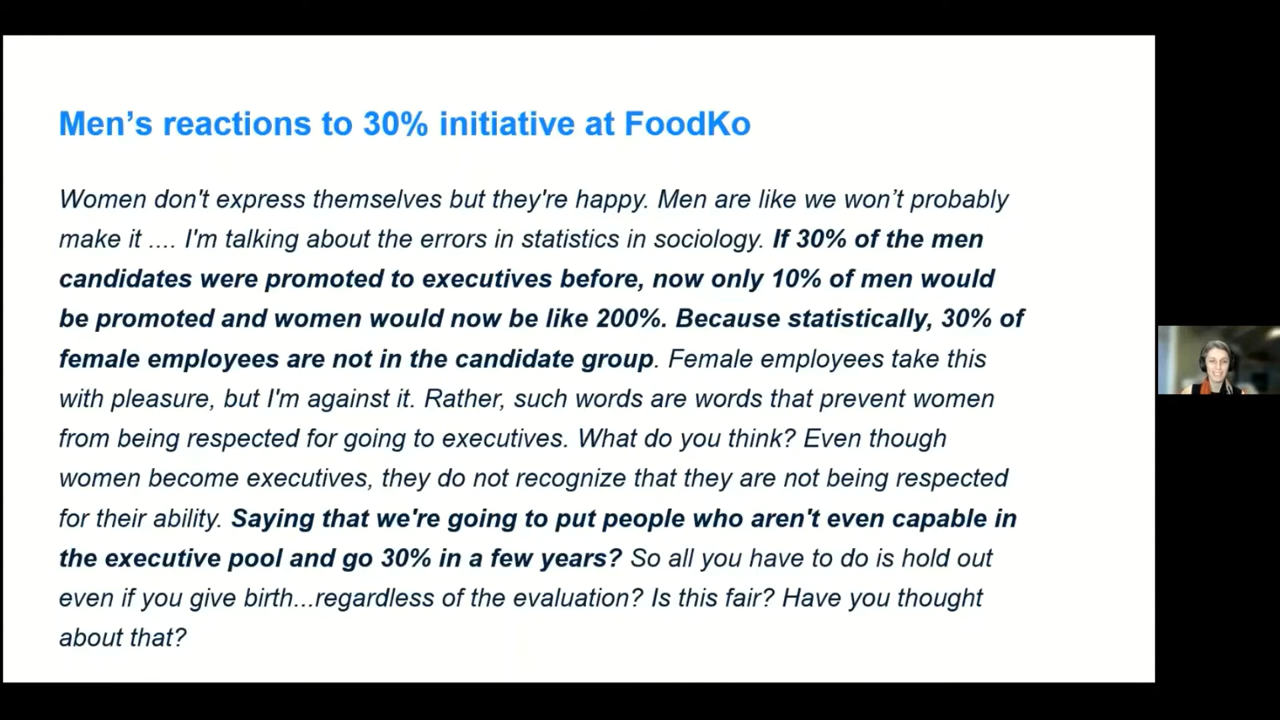 Men’s reactions to 30% initiative at FoodKo
Women don't express themselves but they're happy. Men are like we won’t probably
make it .... I'm talking about the errors in statistics in sociology. If 30% of the men
candidates were promoted to executives before, now only 10% of men would
be promoted and women would now be like 200%. Because statistically, 30% of
female employees are not in the candidate group. Female employees take this
with pleasure, but I'm against it. Rather, such words are words that prevent women
from being respected for going to executives. What do you think? Even though
women become executives, they do not recognize that they are not being respected
for their ability. Saying that we're going to put people who aren't even capable in
the executive pool and go 30% in a few years? So all you have to do is hold out
even if you give birth...regardless of the evaluation? Is this fair? Have you thought
about that?